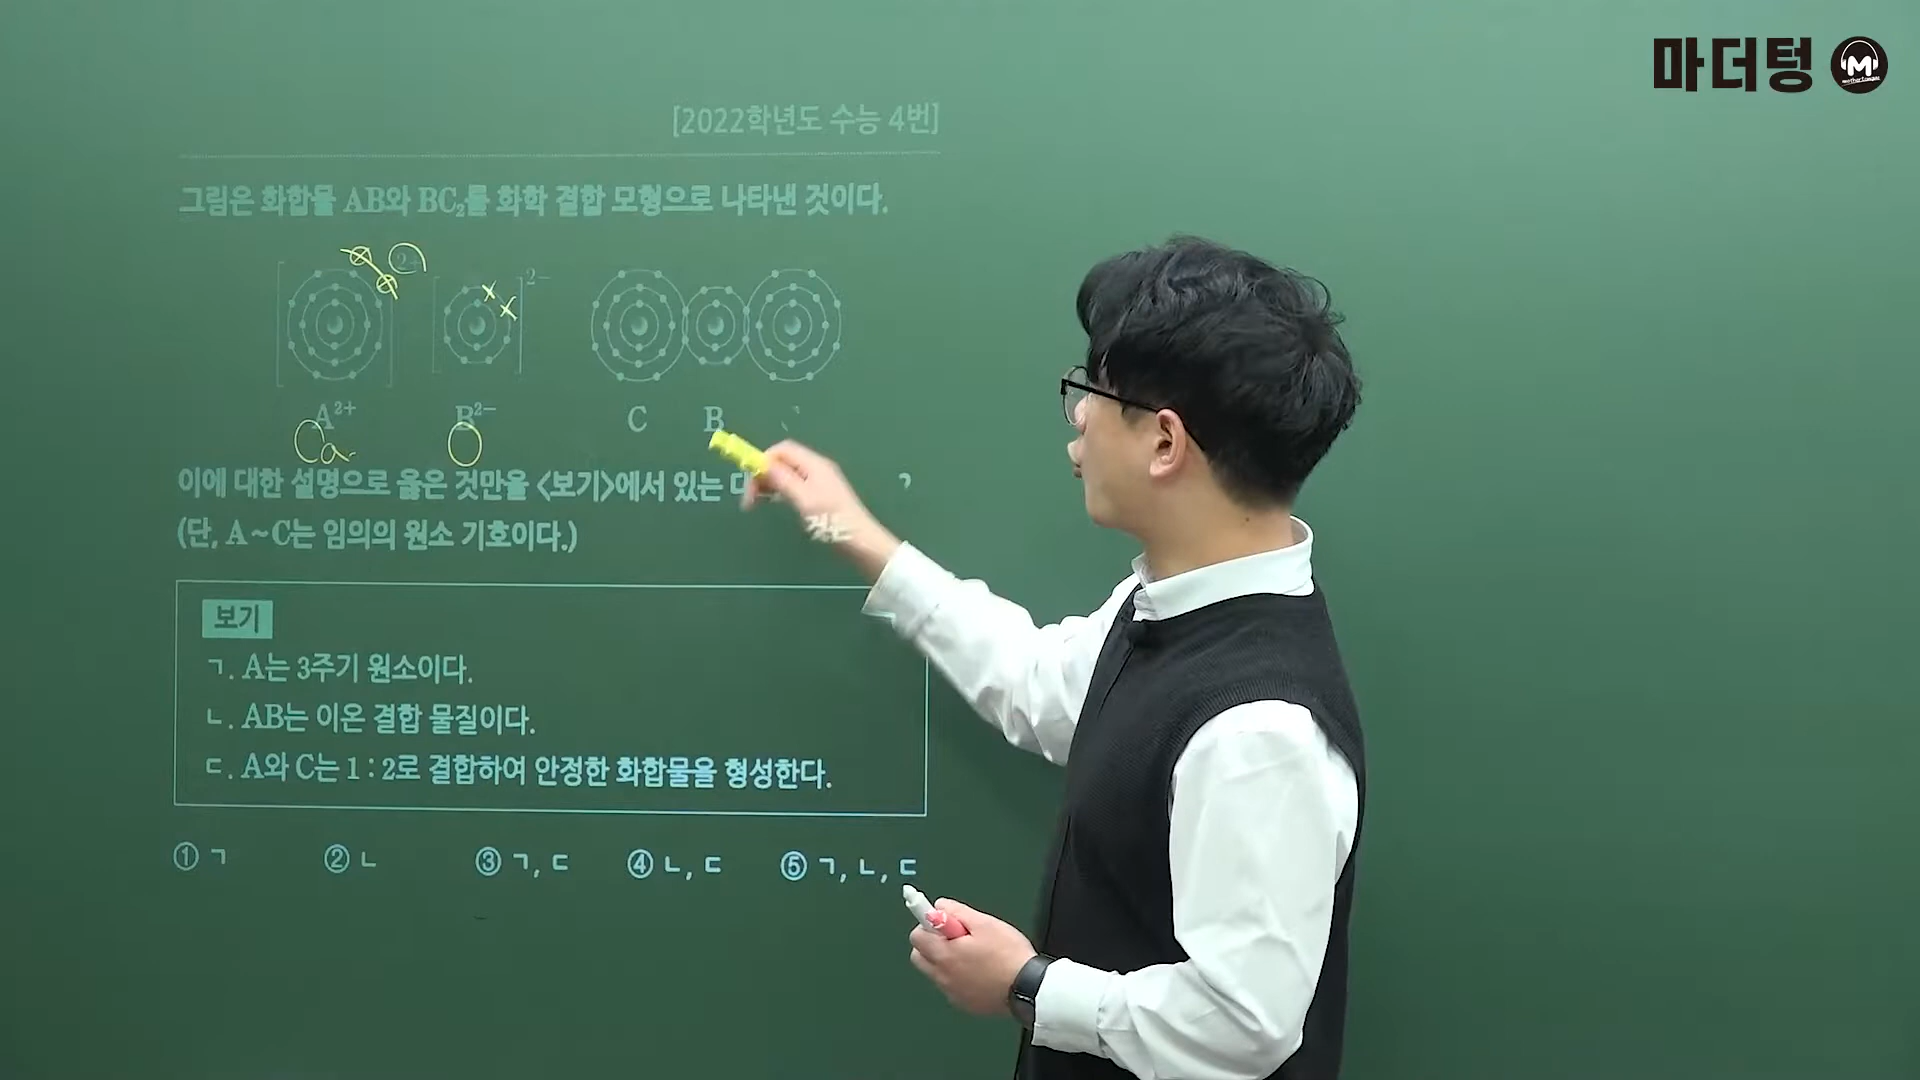 마더텅 M
[2022학년도 수능 4번]
그림은 화합물 AB와 BC₂를 화학 결합 모형으로 나타낸 것이다.
2+ 2−
A²⁺ B²⁻ C B
Ca O
이에 대한 설명으로 옳은 것만을 <보기>에서 있는 대 ?
(단, A~C는 임의의 원소 기호이다.)
보기
ㄱ. A는 3주기 원소이다.
ㄴ. AB는 이온 결합 물질이다.
ㄷ. A와 C는 1 : 2로 결합하여 안정한 화합물을 형성한다.
① ㄱ ② ㄴ ③ ㄱ, ㄷ ④ ㄴ, ㄷ ⑤ ㄱ, ㄴ, ㄷ